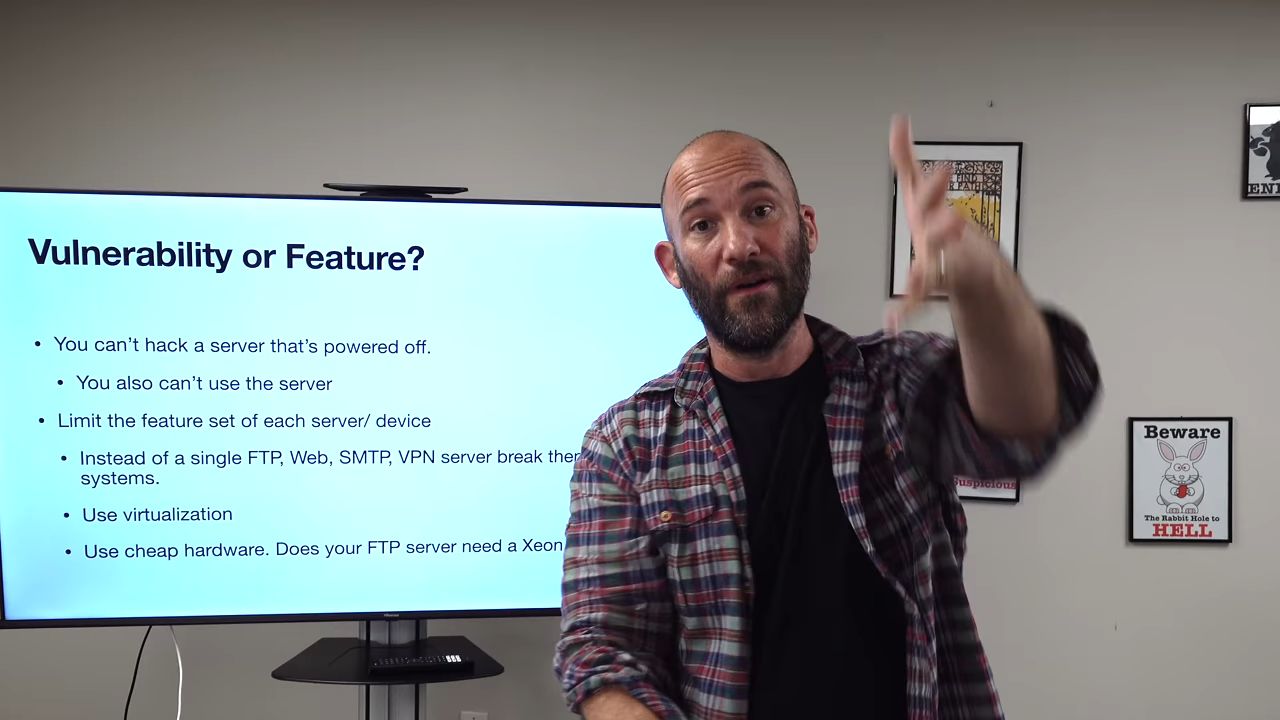 Vulnerability or Feature?
• You can't hack a server that's powered off.
• You also can't use the server
• Limit the feature set of each server/ device
• Instead of a single FTP, Web, SMTP, VPN server break
systems.
• Use virtualization
• Use cheap hardware. Does your FTP server need a Xeon
FIND
Suspicious
Beware
The Rabbit Hole to
HELL